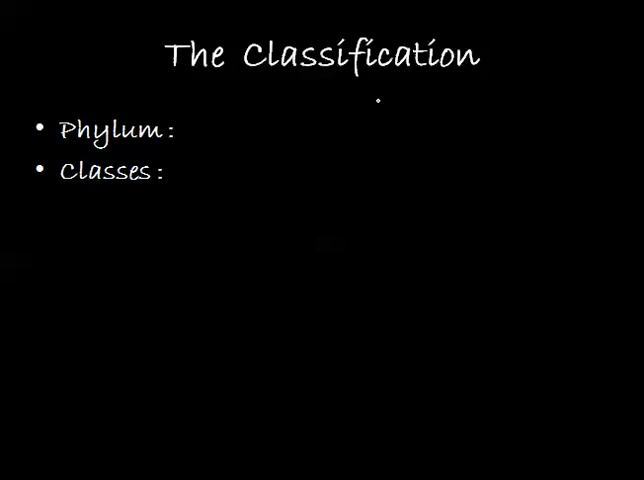 The Classification
• Phylum:
• Classes: